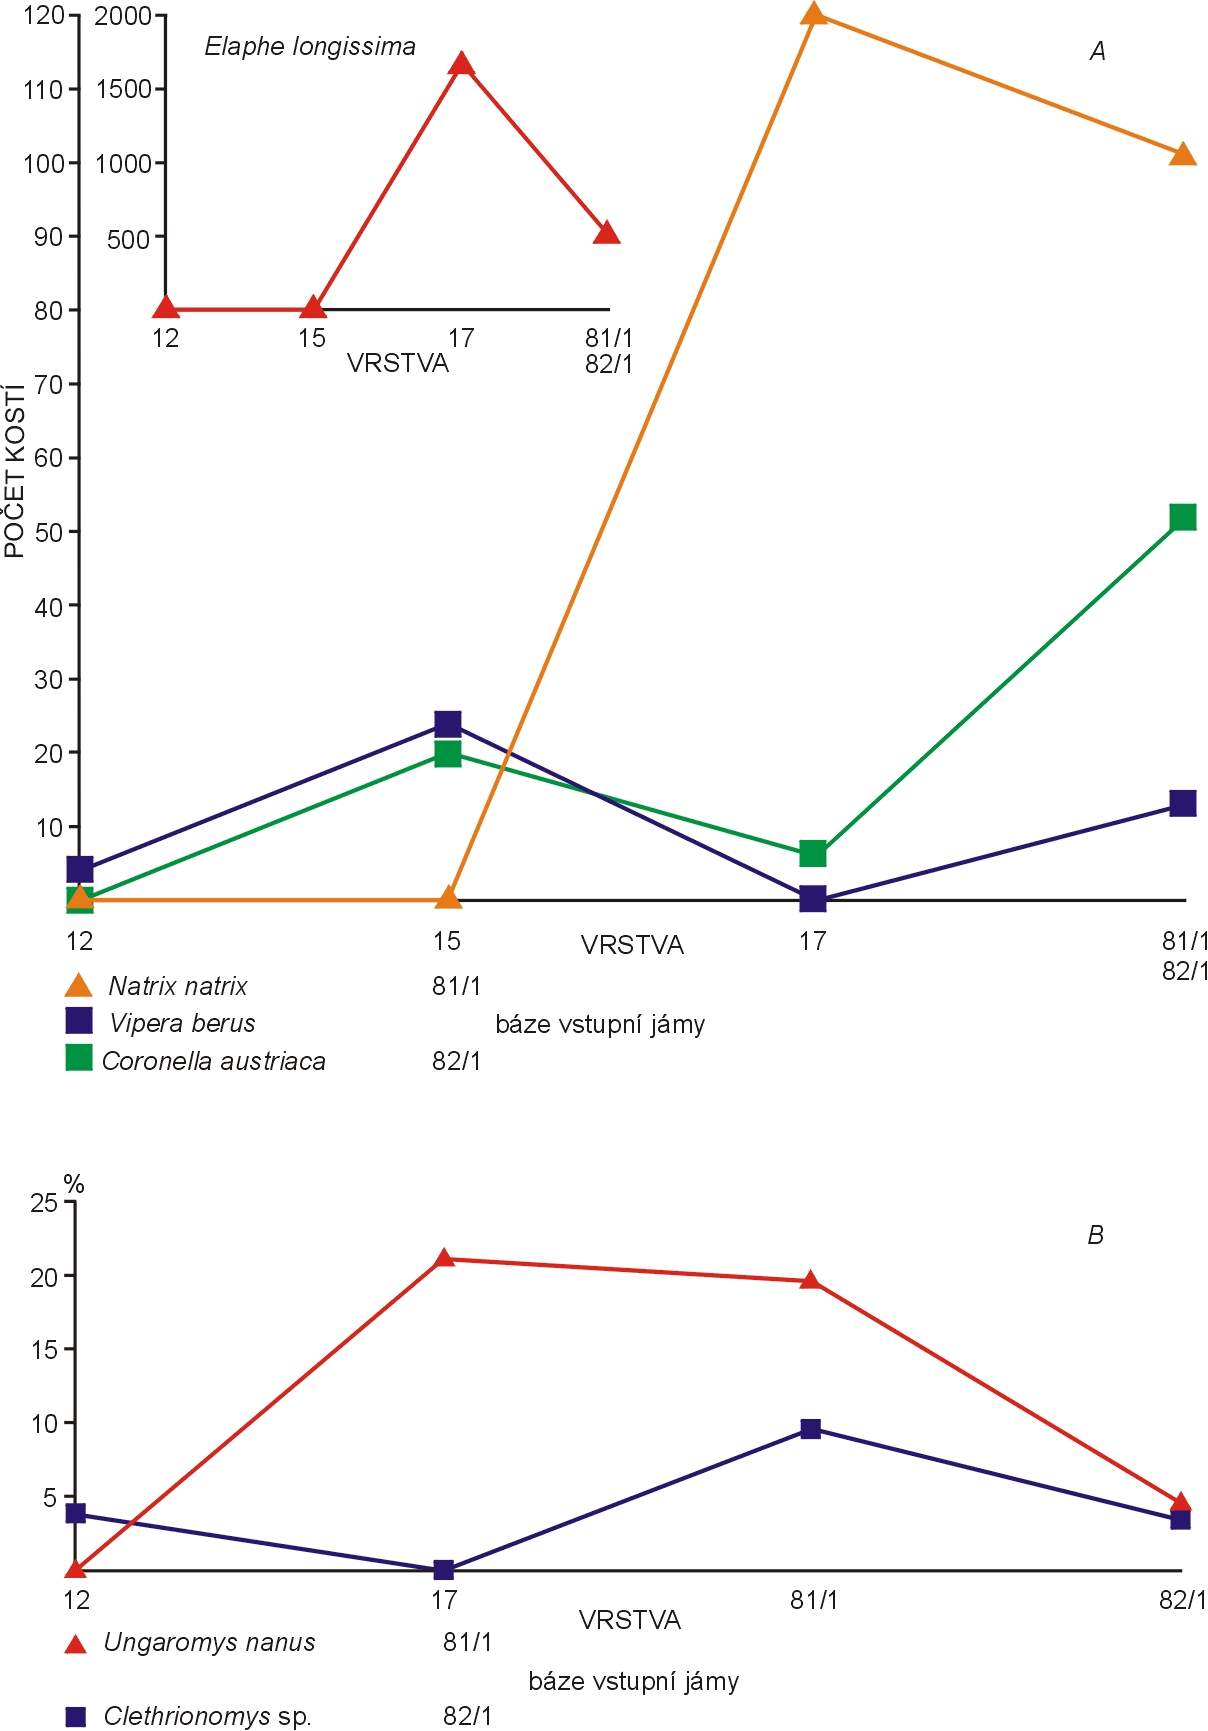 120
2000
Elaphe longissima
A
110
1500
100
1000
90
500
80
12 15 17 81/1
VRSTVA 82/1
70
POČET KOSTÍ
60
50
40
30
20
10
12 15 VRSTVA 17 81/1
82/1
Natrix natrix 81/1
Vipera berus báze vstupní jámy
Coronella austriaca 82/1
%
25
B
20
15
10
5
12 17 81/1 82/1
VRSTVA
Ungaromys nanus 81/1
báze vstupní jámy
Clethrionomys sp. 82/1